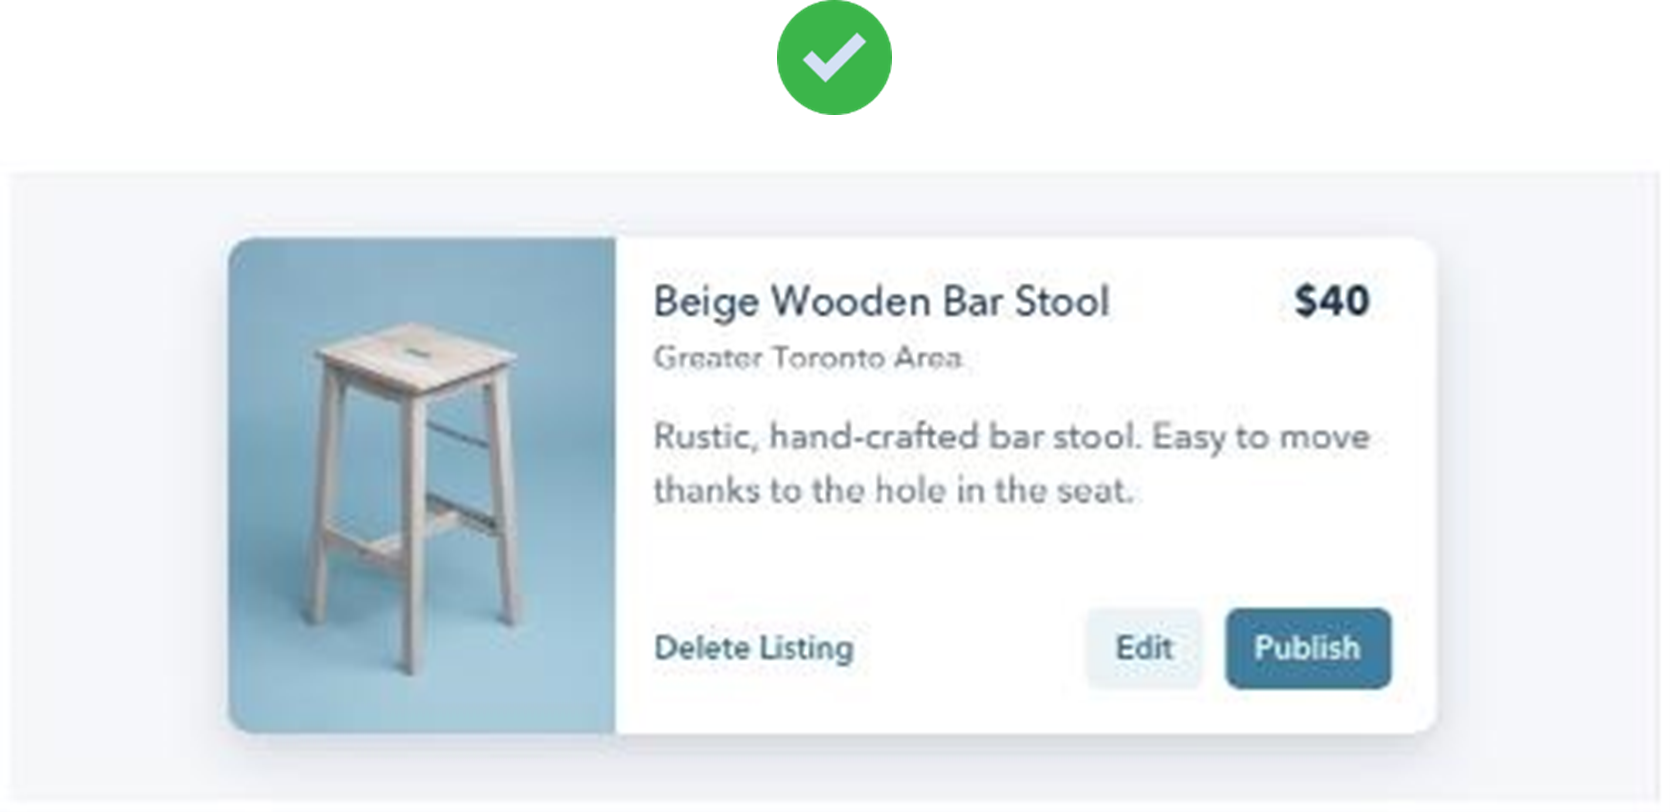 Beige Wooden Bar Stool $40
Greater Toronto Area
Rustic, hand-crafted bar stool. Easy to move
thanks to the hole in the seat.
Delete Listing Edit Publish